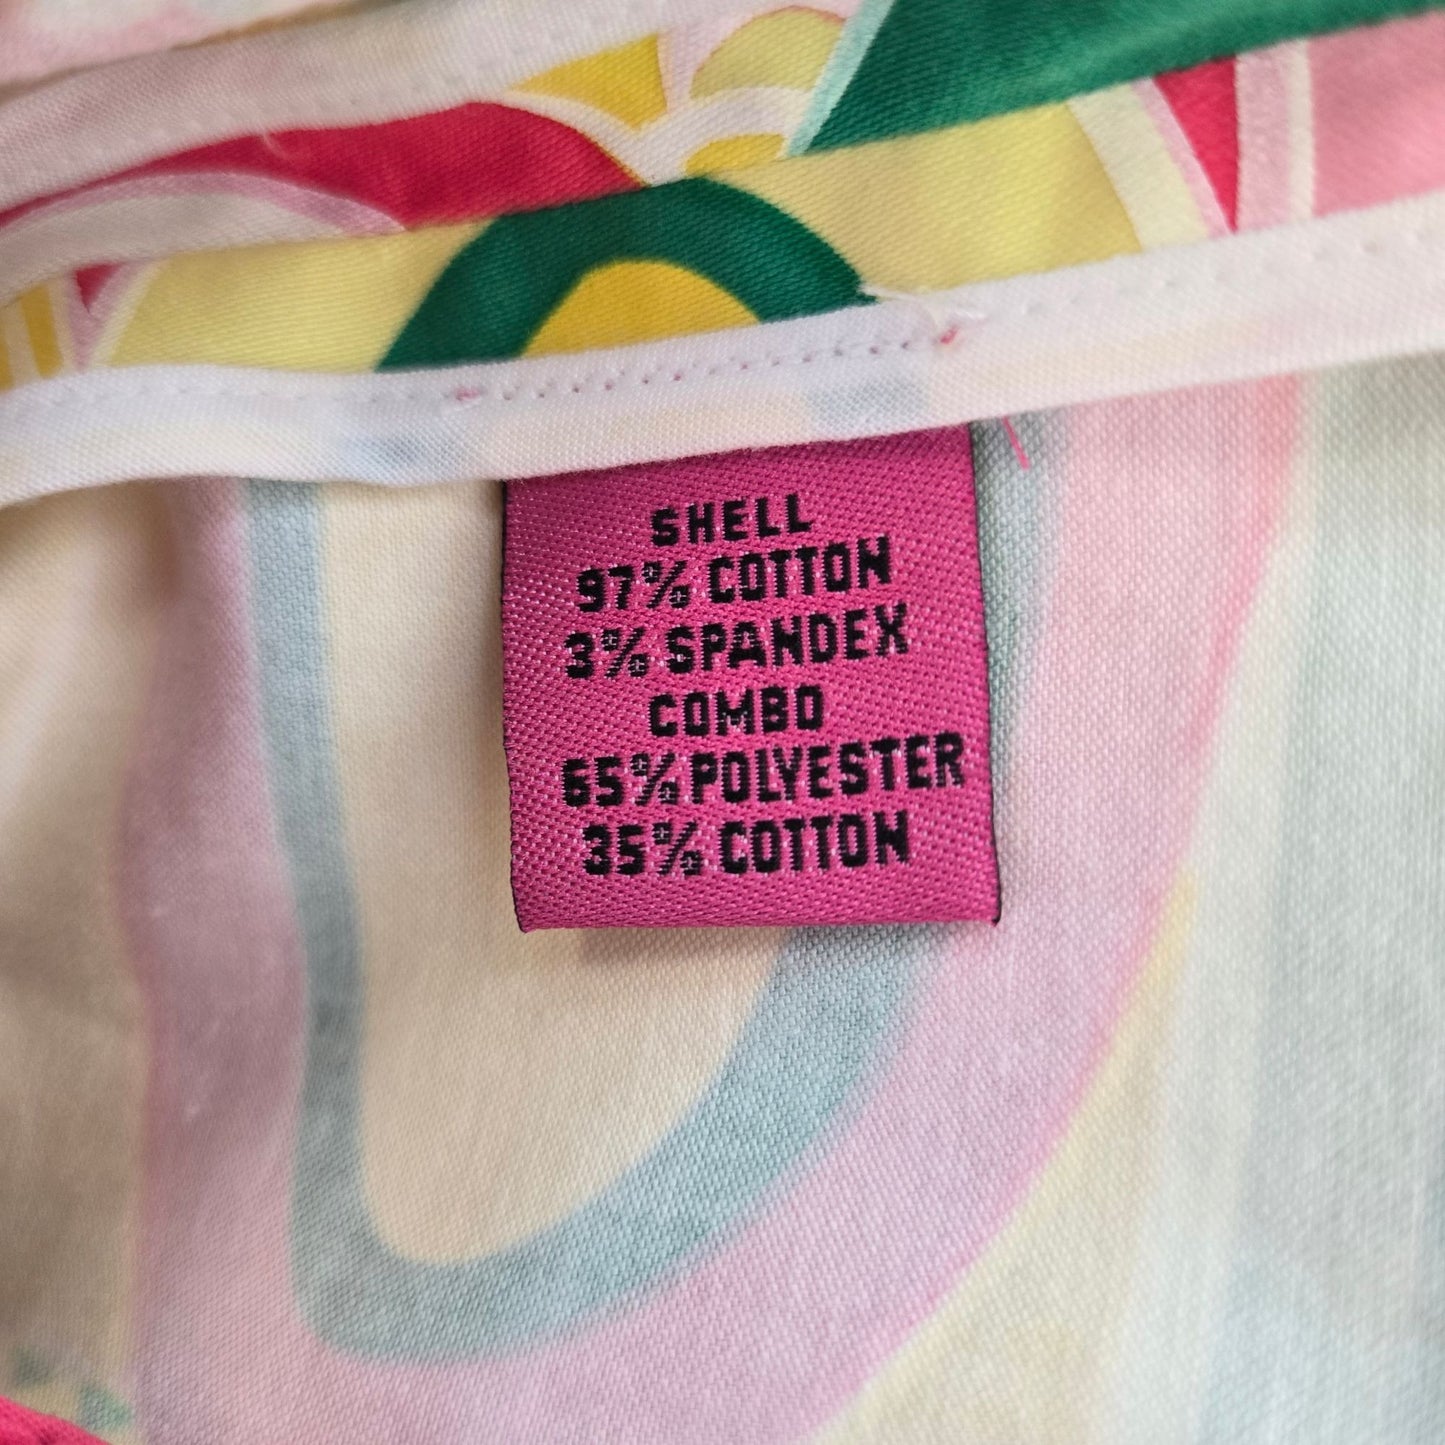 SHELL
97% COTTON
3% SPANDEX
COMBO
65% POLYESTER
35% COTTON